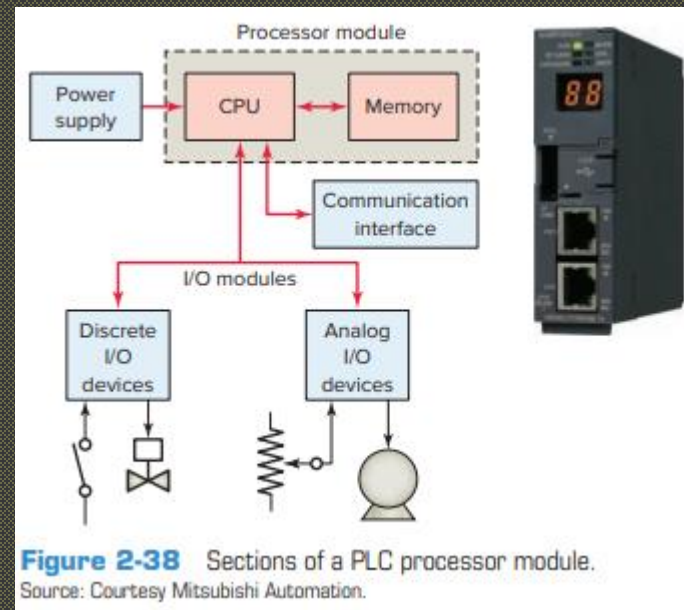 Processor module
Power
supply
CPU
Memory
Communication
interface
I/O modules
Discrete
I/O
devices
Analog
I/O
devices
88
Figure 2-38 Sections of a PLC processor module.
Source: Courtesy Mitsubishi Automation.